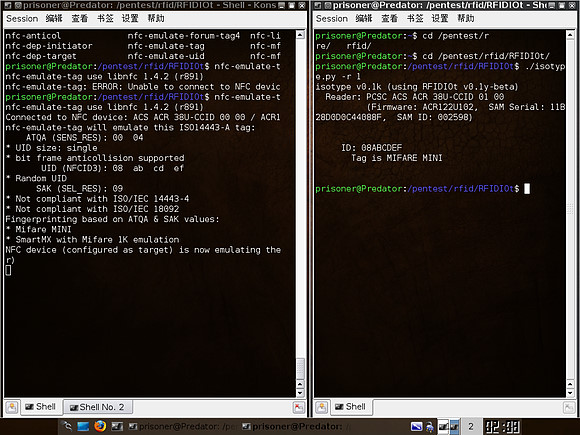 prisoner@Predator: /pentest/rfid/RFIDIOt - Shell - Kons
Session 编辑 查看 书签 设置 帮助
nfc-anticol nfc-emulate-forum-tag4 nfc-li
nfc-dep-initiator nfc-emulate-tag nfc-mf
nfc-dep-target nfc-emulate-uid nfc-mf
prisoner@Predator:/pentest/rfid/RFIDIOt$ nfc-emulate-t
nfc-emulate-tag use libnfc 1.4.2 (r891)
nfc-emulate-tag: ERROR: Unable to connect to NFC devic
prisoner@Predator:/pentest/rfid/RFIDIOt$ nfc-emulate-t
nfc-emulate-tag use libnfc 1.4.2 (r891)
Connected to NFC device: ACS ACR 38U-CCID 00 00 / ACR1
nfc-emulate-tag will emulate this ISO14443-A tag:
ATQA (SENS_RES): 00 04
* UID size: single
* bit frame anticollision supported
UID (NFCID3): 08 ab cd ef
* Random UID
SAK (SEL_RES): 09
* Not compliant with ISO/IEC 14443-4
* Not compliant with ISO/IEC 18092
Fingerprinting based on ATQA & SAK values:
* Mifare MINI
* SmartMX with Mifare 1K emulation
NFC device (configured as target) is now emulating the
r)
Shell Shell No. 2
prisoner@Predator: /pentest/rfid/RFIDIOt - She
Session 编辑 查看 书签 设置 帮助
prisoner@Predator:~$ cd /pentest/r
re/ rfid/
prisoner@Predator:~$ cd /pentest/rfid/RFIDIOt/
prisoner@Predator:/pentest/rfid/RFIDIOt$ ./isotyp
e.py -r 1
isotype v0.1k (using RFIDIOt v0.1y-beta)
Reader: PCSC ACS ACR 38U-CCID 01 00
(Firmware: ACR122U102, SAM Serial: 11B
28D0D0C44088F, SAM ID: 002598)
ID: 08ABCDEF
Tag is MIFARE MINI
prisoner@Predator:/pentest/rfid/RFIDIOt$
Shell
prisoner@Predator: /pe
prisoner@Predator: /
2